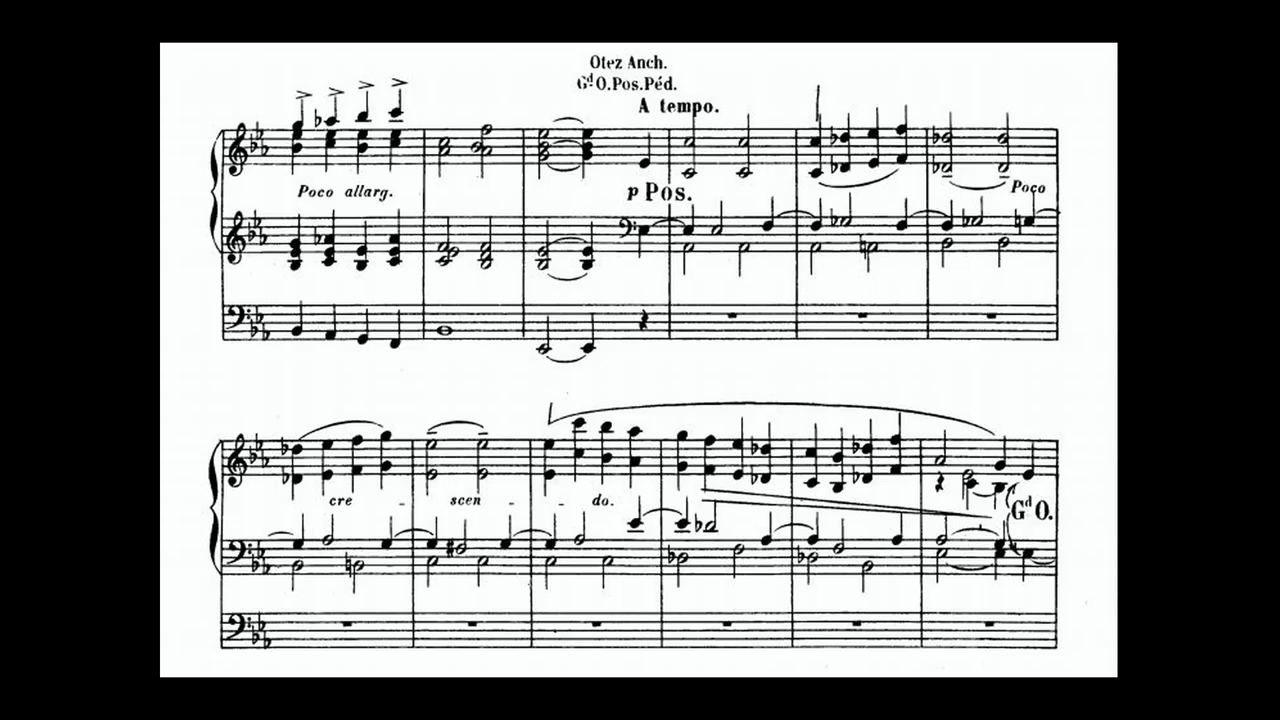 Otez Anch.
Gd O.Pos.Péd.
A tempo.
Poco allarg.
p Pos.
Poco
cre - scen - do.
Gd O.